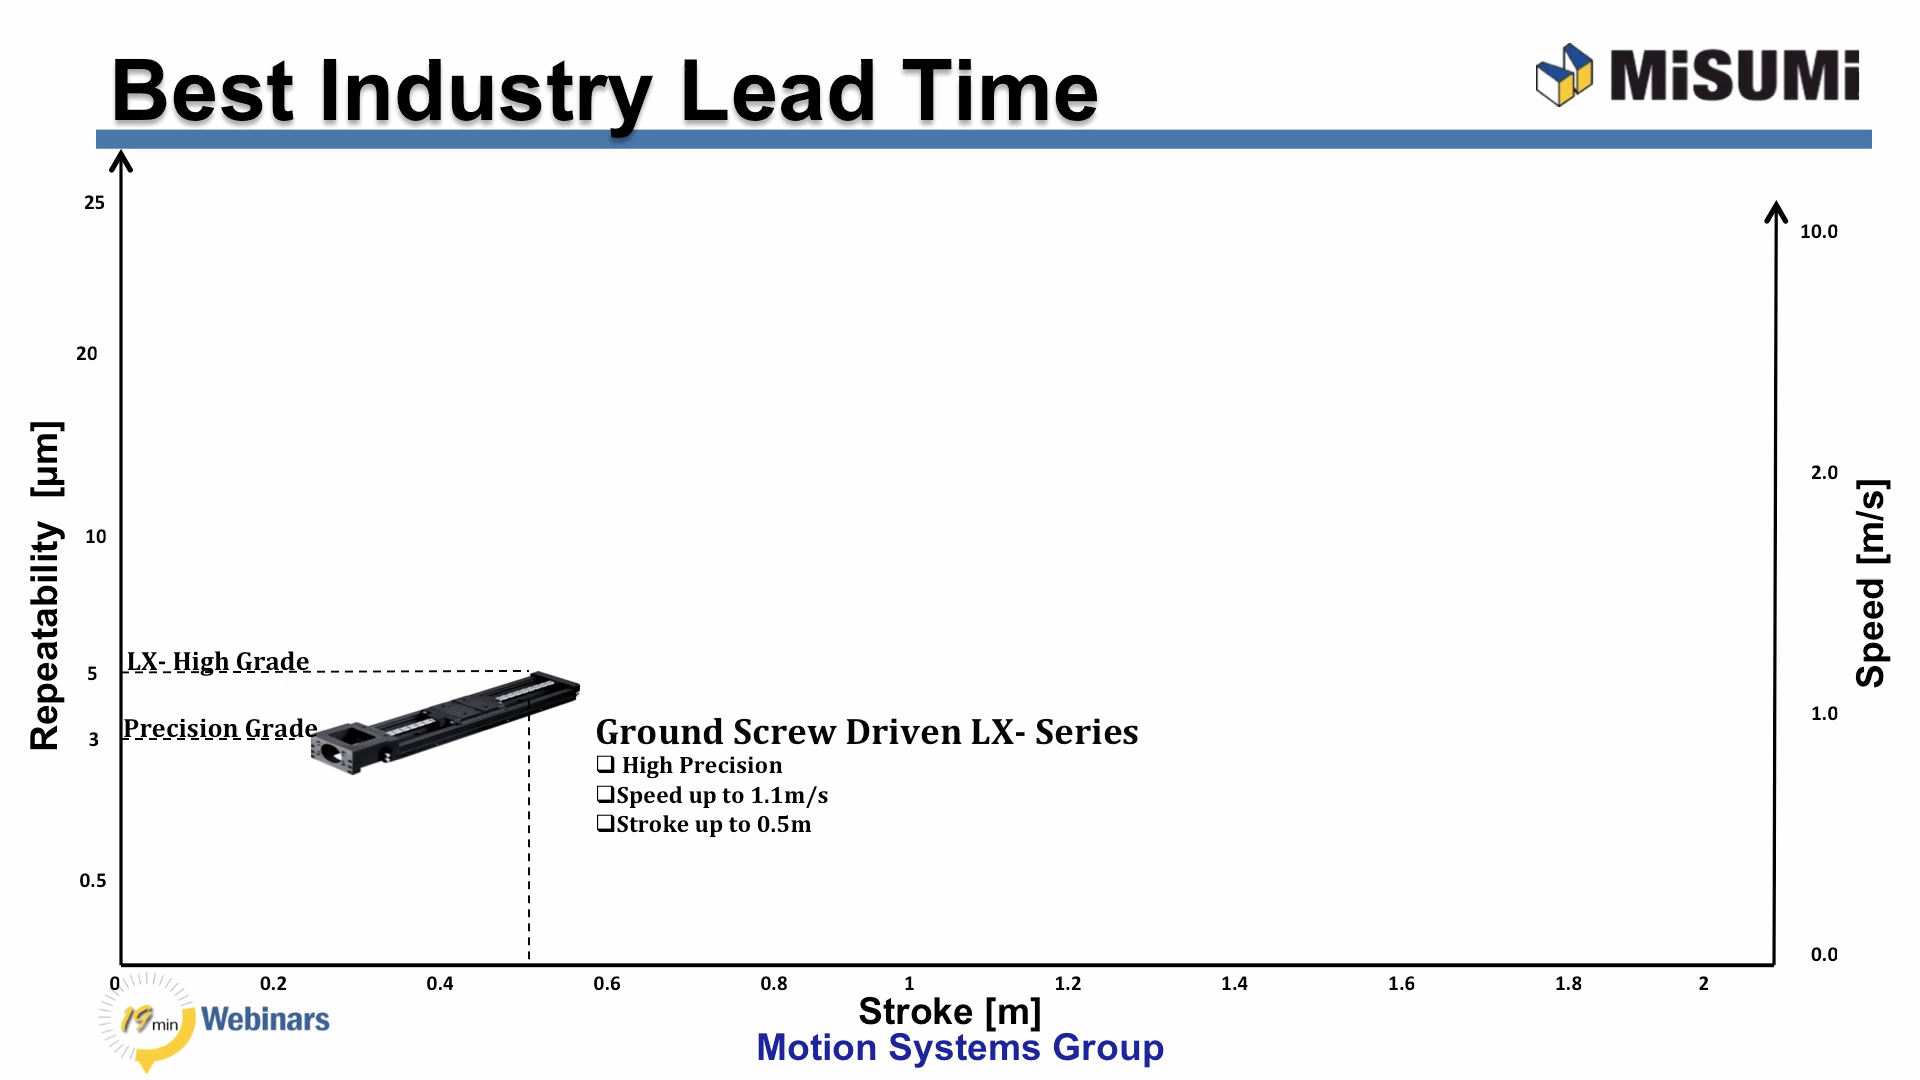 Best Industry Lead Time
MiSUMi
25
20
10
5
3
0.5
Repeatability [µm]
LX- High Grade
Precision Grade
Ground Screw Driven LX- Series
❑ High Precision
❑Speed up to 1.1m/s
❑Stroke up to 0.5m
10.0
2.0
1.0
0.0
Speed [m/s]
0 0.2 0.4 0.6 0.8 1 1.2 1.4 1.6 1.8 2
Stroke [m]
19 min Webinars
Motion Systems Group